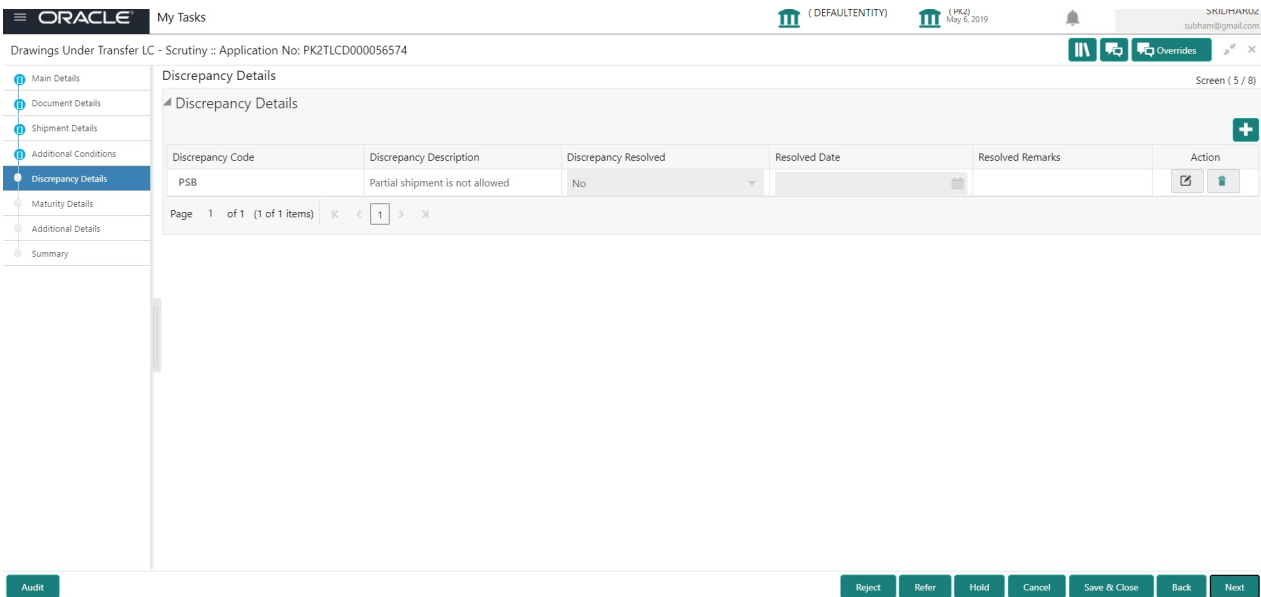 ORACLE® My Tasks ( DEFAULTENTITY) ( PK2) SRIDHAR02
May 6, 2019 subham@gmail.com
Drawings Under Transfer LC - Scrutiny :: Application No: PK2TLCD000056574 Overrides
Main Details
Document Details
Shipment Details
Additional Conditions
Discrepancy Details
Maturity Details
Additional Details
Summary
Discrepancy Details Screen ( 5 / 8)
Discrepancy Details
Discrepancy Code Discrepancy Description Discrepancy Resolved Resolved Date Resolved Remarks Action
PSB Partial shipment is not allowed No
Page 1 of 1 (1 of 1 items) 1
Audit Reject Refer Hold Cancel Save & Close Back Next